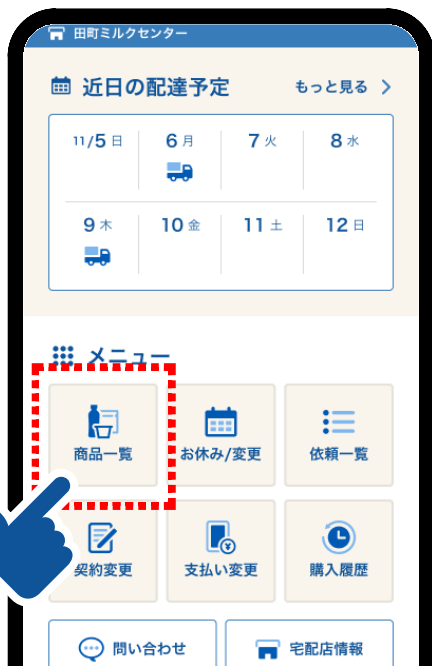 田町ミルクセンター
近日の配達予定 もっと見る
11/5 日 6 月 7 火 8 水
9 木 10 金 11 土 12 日
メニュー
商品一覧 お休み/変更 依頼一覧
契約変更 支払い変更 購入履歴
問い合わせ 宅配店情報